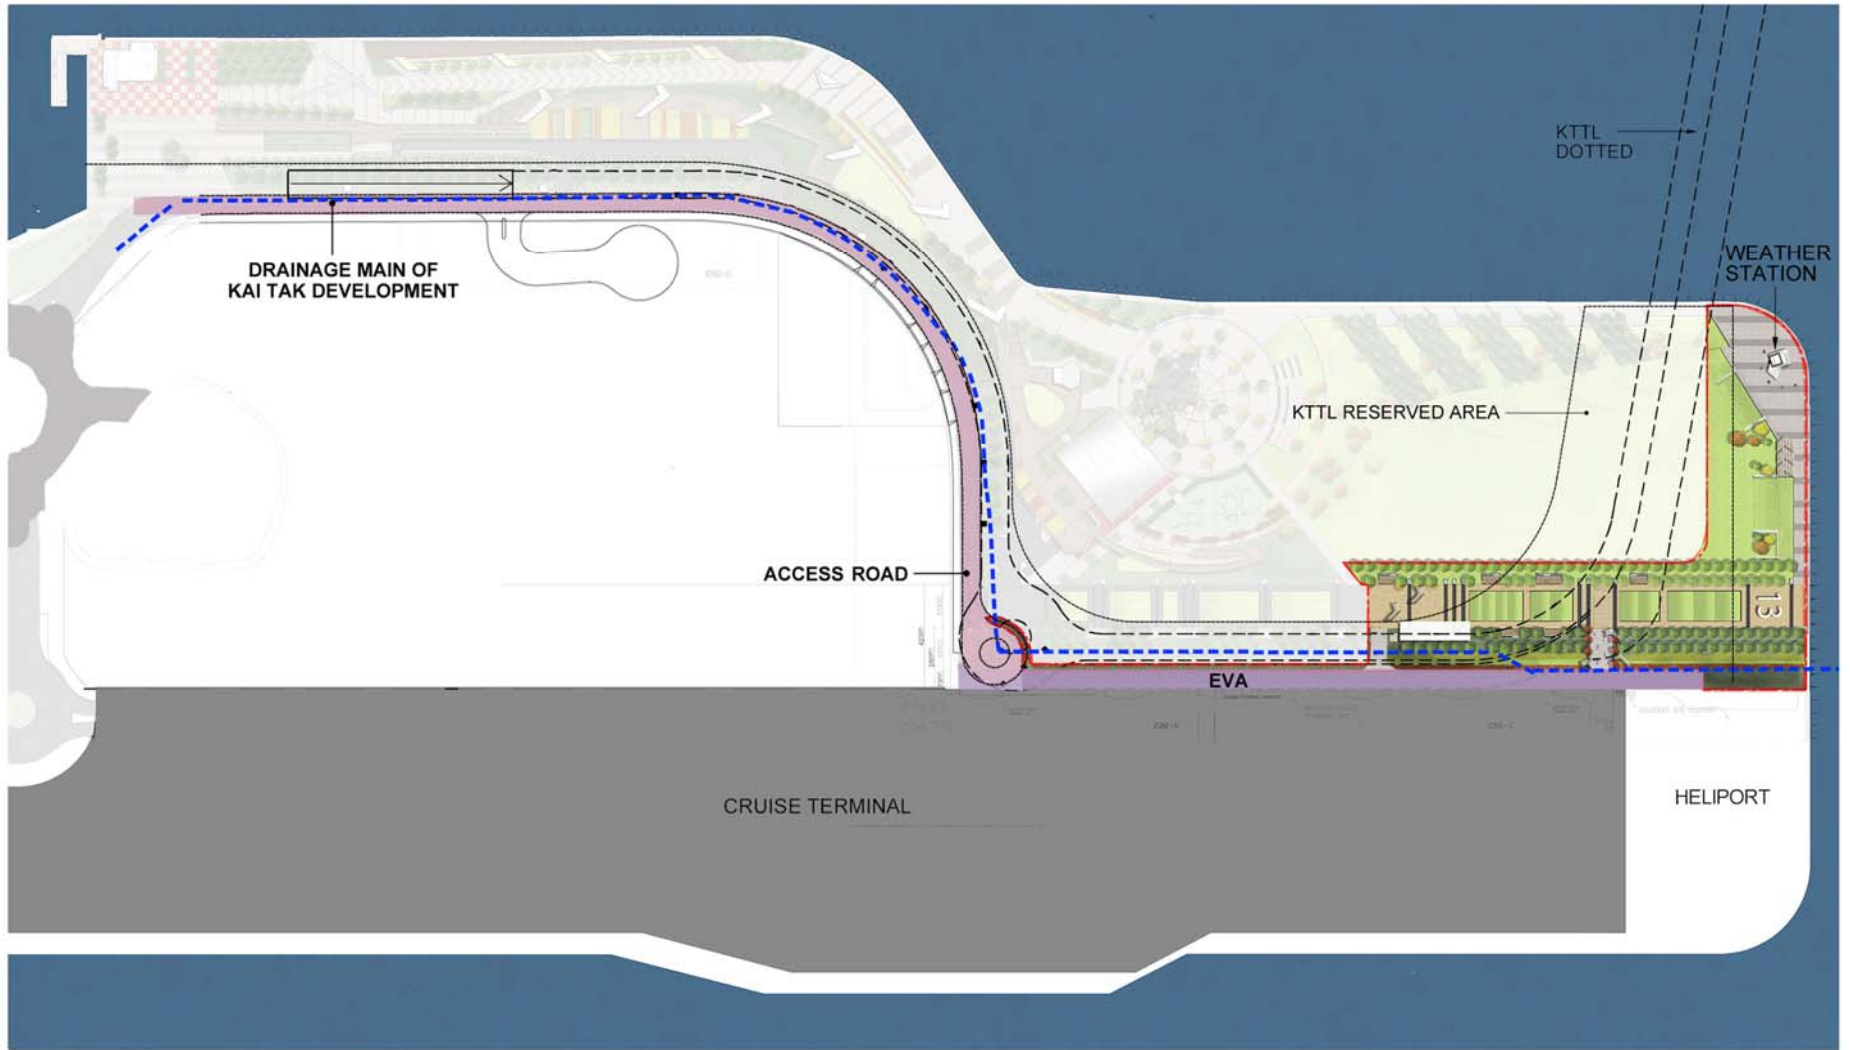 KTTL
DOTTED
WEATHER
STATION
DRAINAGE MAIN OF
KAI TAK DEVELOPMENT
KTTL RESERVED AREA
ACCESS ROAD
13
EVA
CRUISE TERMINAL
HELIPORT